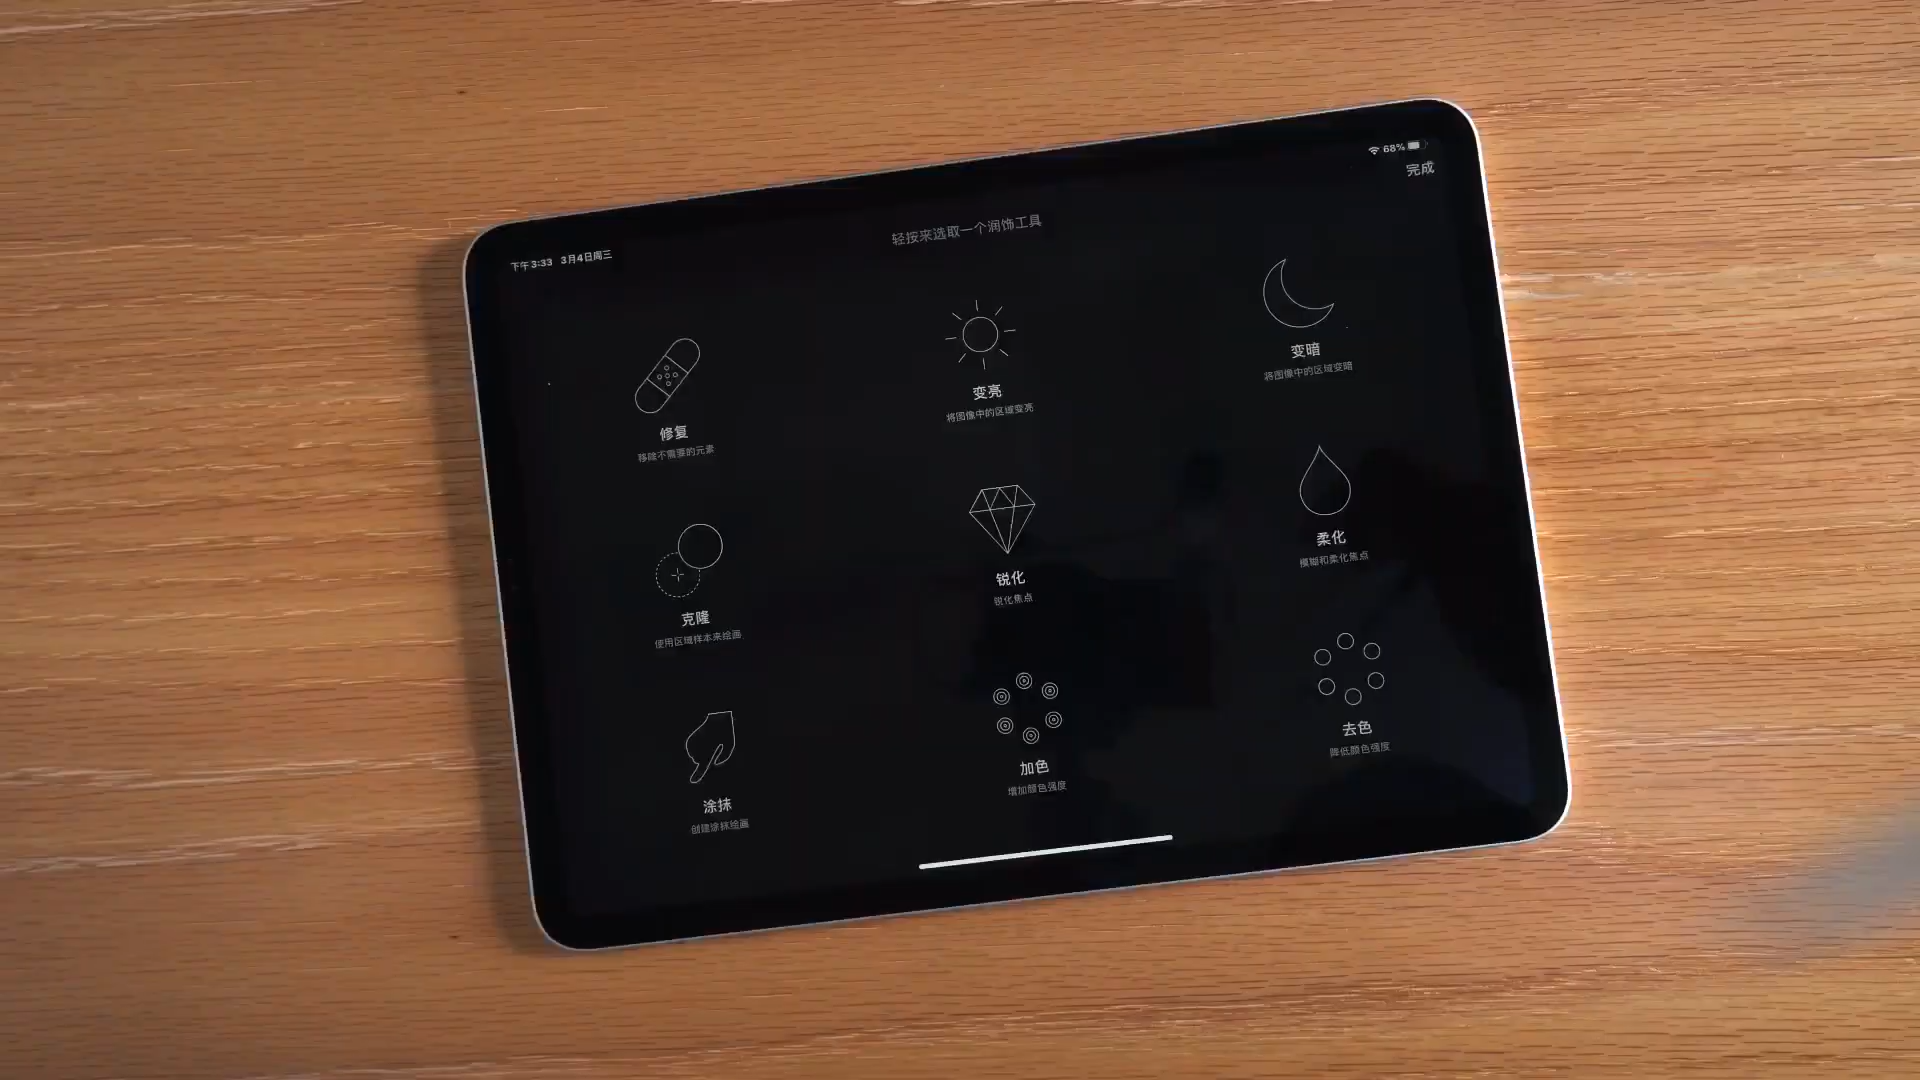 下午3:33 3月4日周三
68%
完成
轻按来选取一个润饰工具
修复
移除不需要的元素
变亮
将图像中的区域变亮
变暗
将图像中的区域变暗
克隆
使用区域样本来绘画
锐化
锐化焦点
柔化
模糊和柔化焦点
涂抹
创建涂抹绘画
加色
增加颜色强度
去色
降低颜色强度